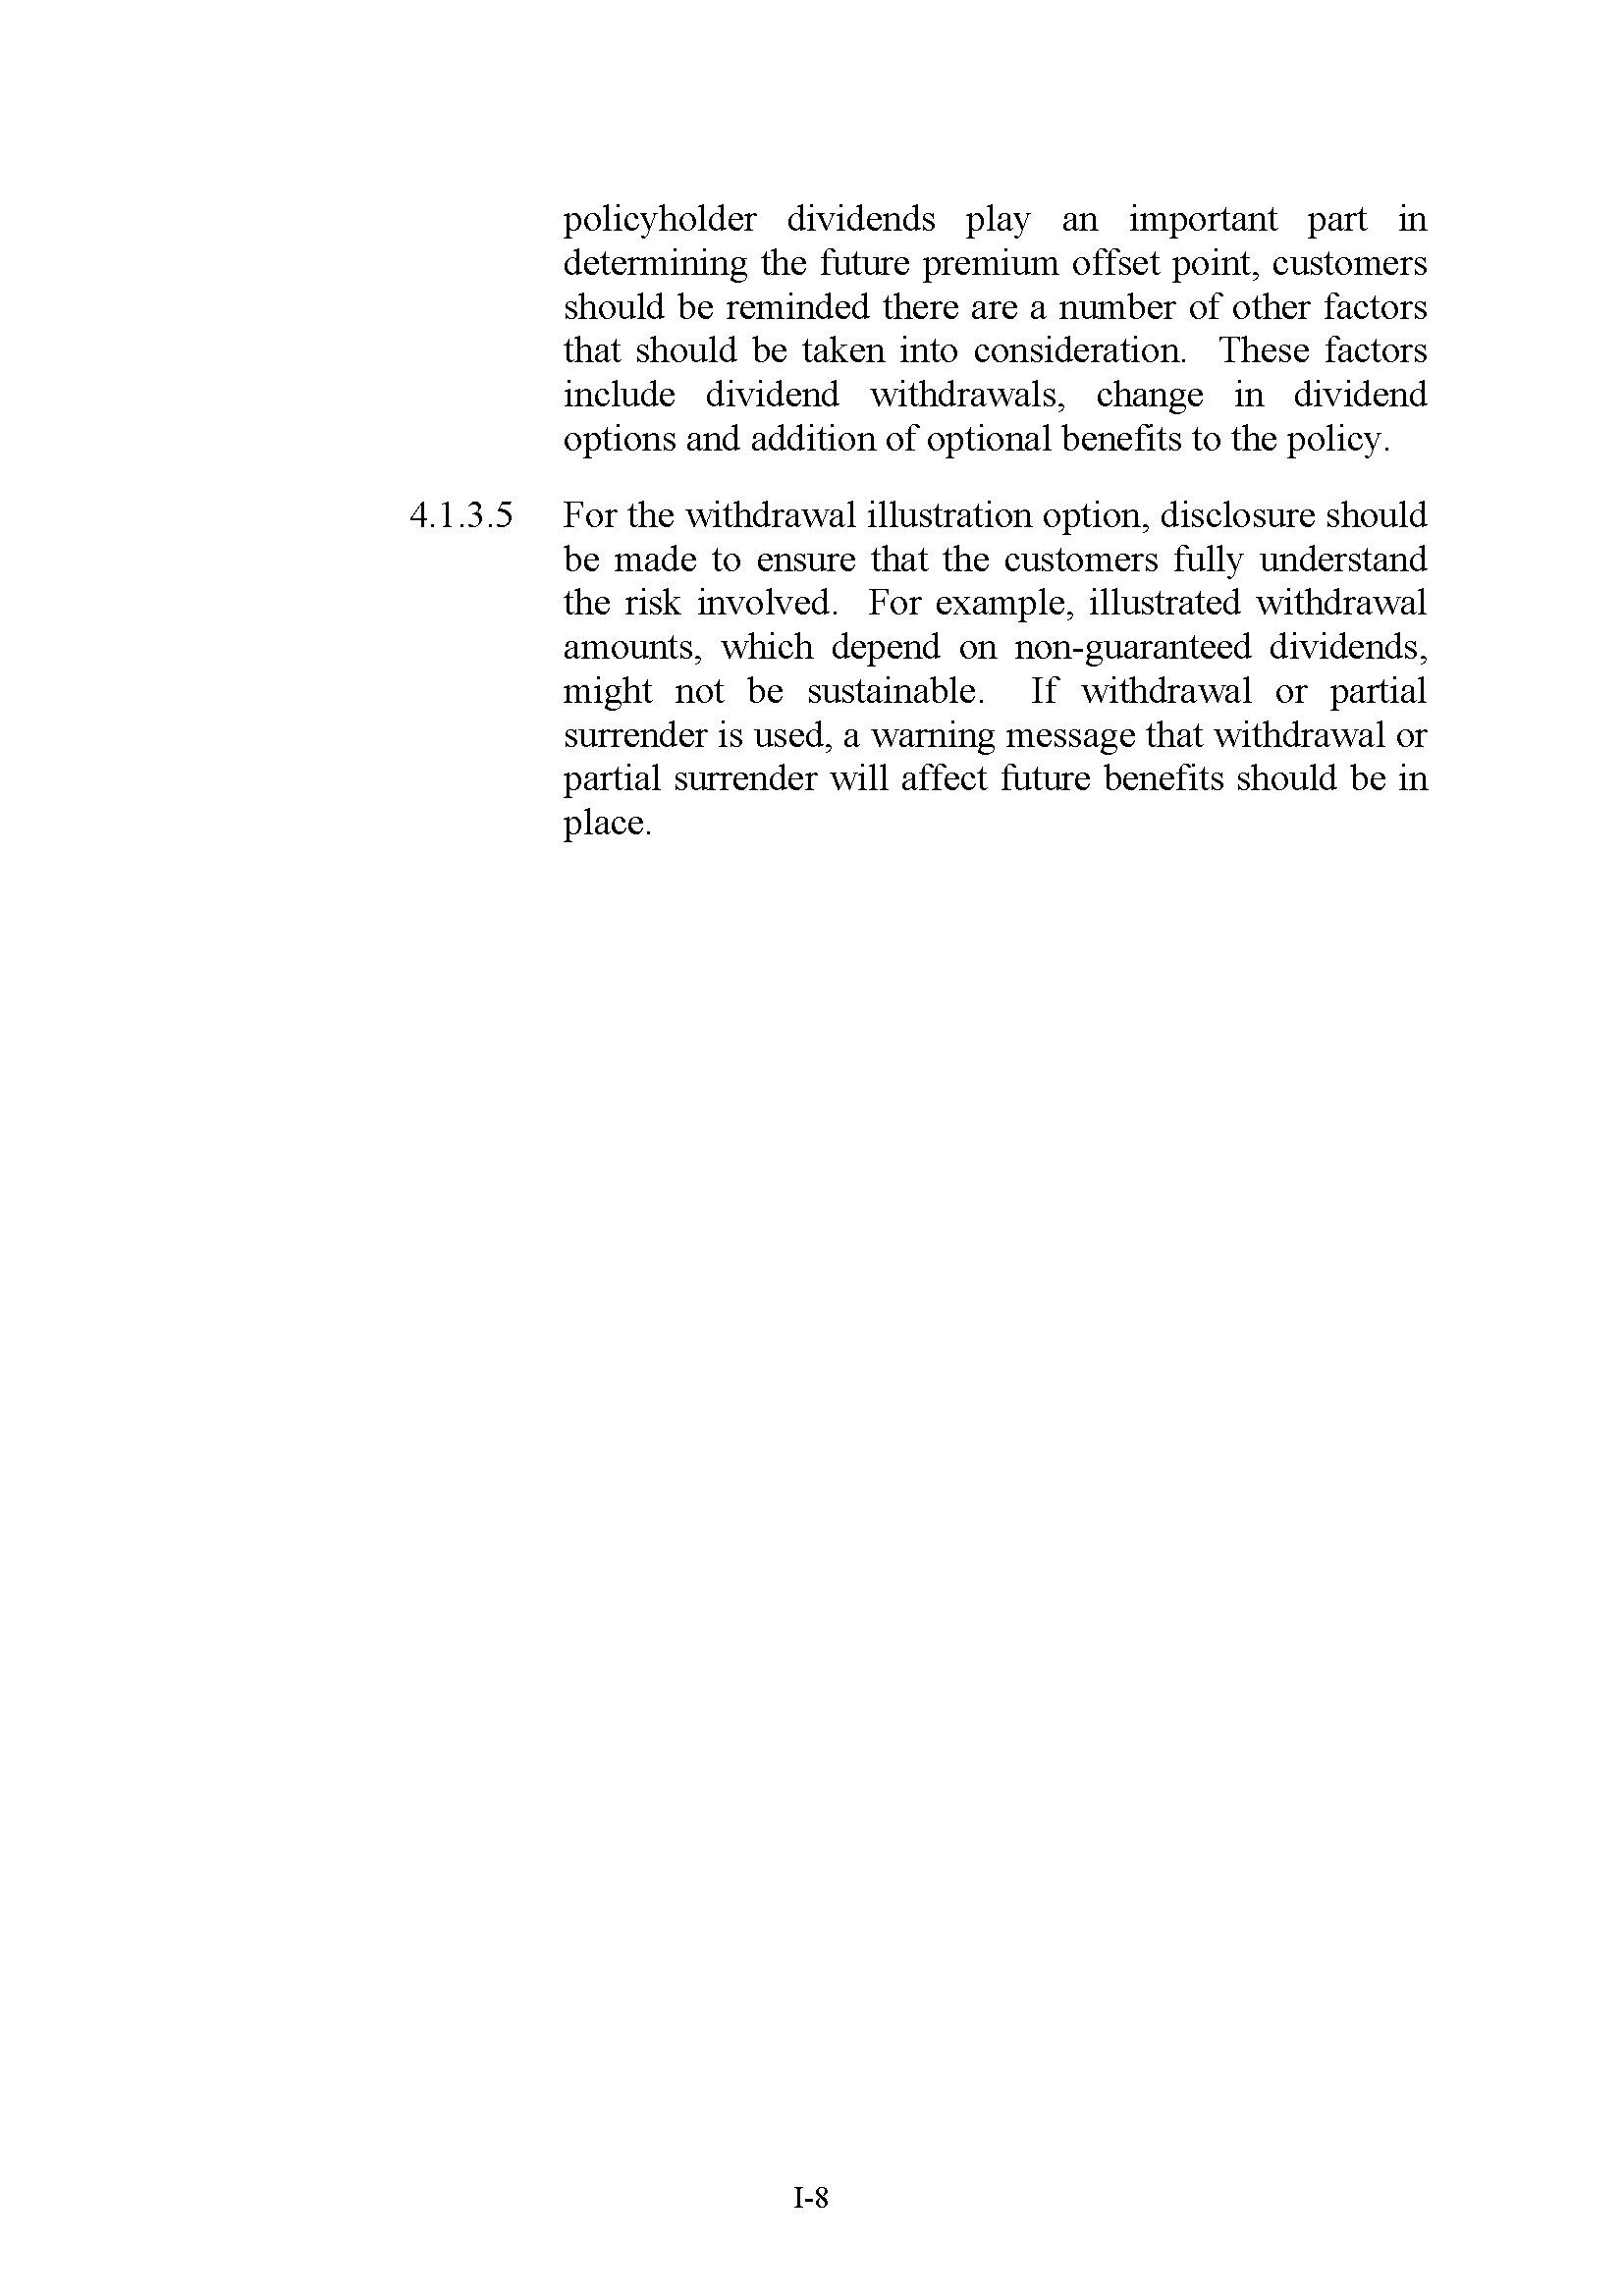 policyholder dividends play an important part in
determining the future premium offset point, customers
should be reminded there are a number of other factors
that should be taken into consideration.  These factors
include dividend withdrawals, change in dividend
options and addition of optional benefits to the policy.
4.1.3.5 For the withdrawal illustration option, disclosure should
be made to ensure that the customers fully understand
the risk involved.  For example, illustrated withdrawal
amounts, which depend on non-guaranteed dividends,
might not be sustainable.  If withdrawal or partial
surrender is used, a warning message that withdrawal or
partial surrender will affect future benefits should be in
place.
I-8